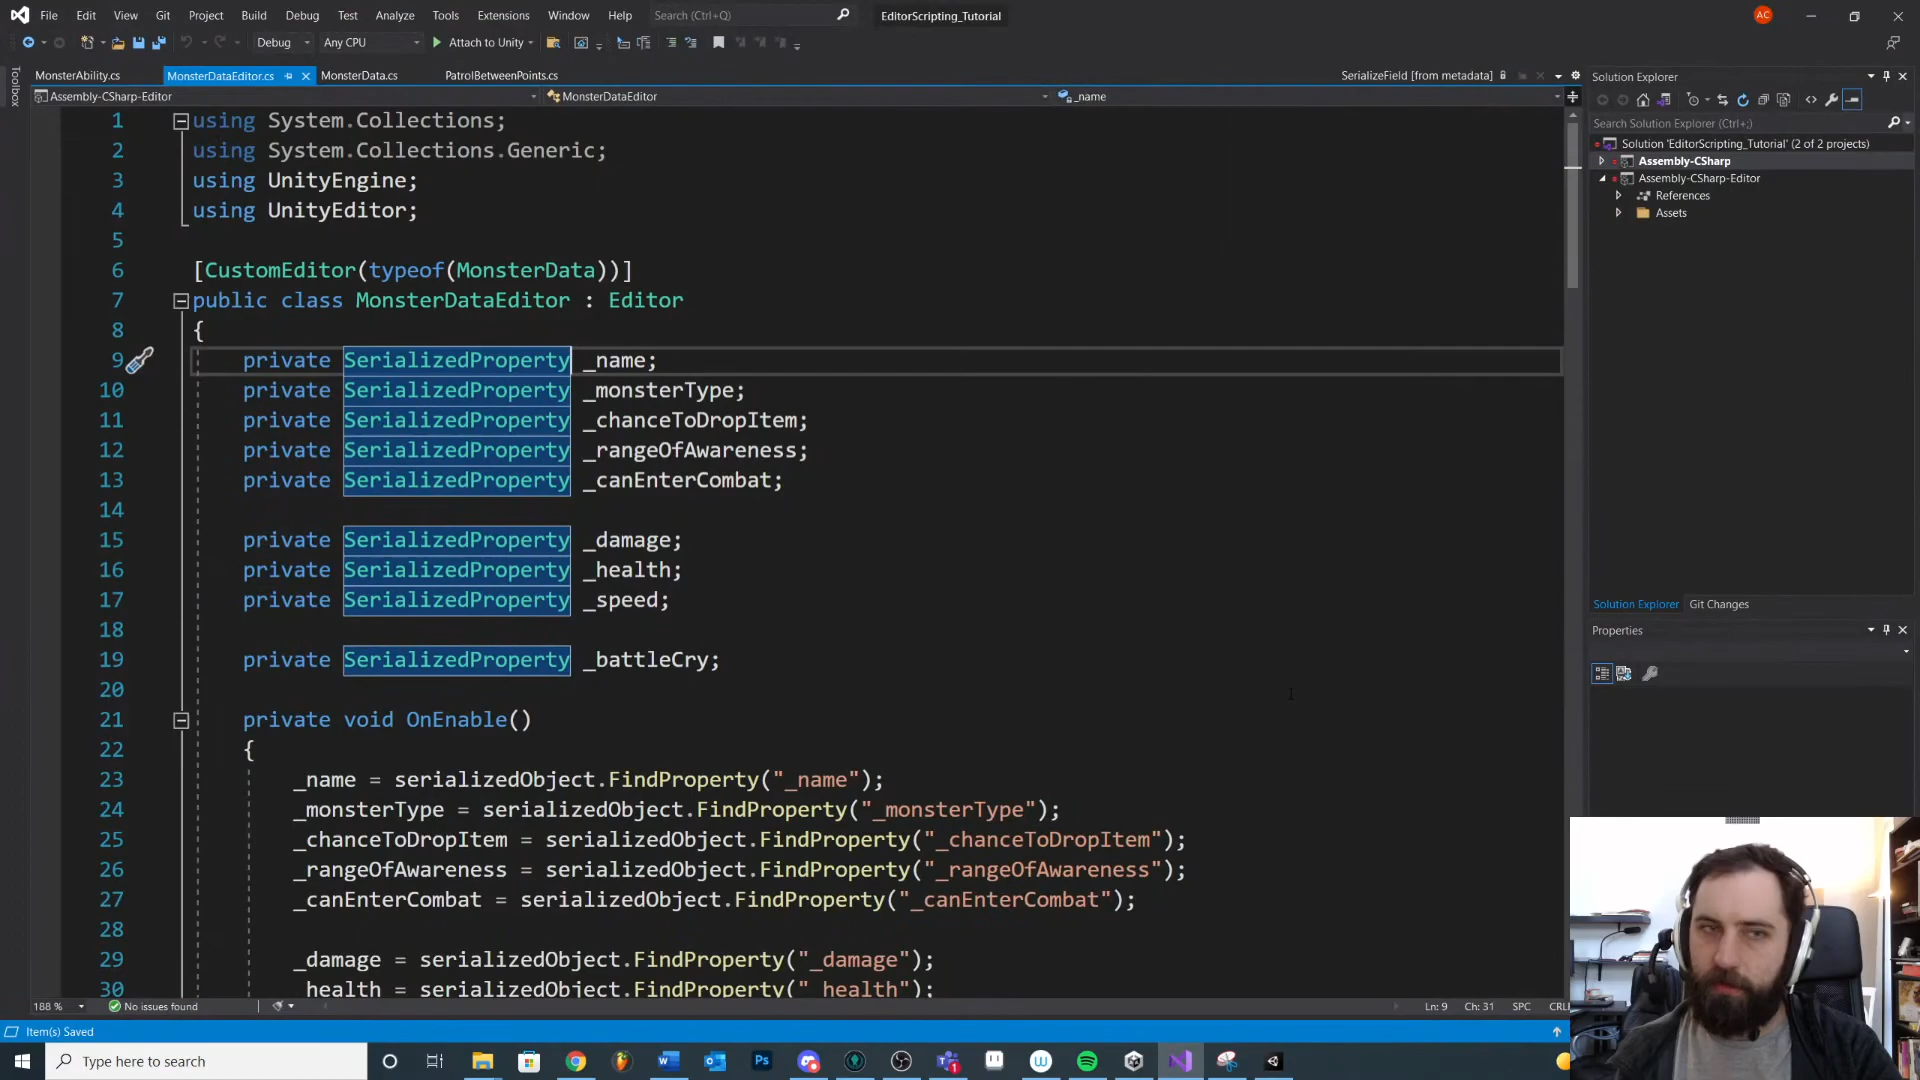 File Edit View Git Project Build Debug Test Analyze Tools Extensions Window Help Search (Ctrl+Q) EditorScripting_Tutorial AC
Debug Any CPU Attach to Unity
MonsterAbility.cs MonsterDataEditor.cs MonsterData.cs PatrolBetweenPoints.cs SerializeField [from metadata]
Assembly-CSharp-Editor MonsterDataEditor _name
Toolbox
1 using System.Collections;
2 using System.Collections.Generic;
3 using UnityEngine;
4 using UnityEditor;
5
6 [CustomEditor(typeof(MonsterData))]
7 public class MonsterDataEditor : Editor
8 {
9 private SerializedProperty _name;
10 private SerializedProperty _monsterType;
11 private SerializedProperty _chanceToDropItem;
12 private SerializedProperty _rangeOfAwareness;
13 private SerializedProperty _canEnterCombat;
14
15 private SerializedProperty _damage;
16 private SerializedProperty _health;
17 private SerializedProperty _speed;
18
19 private SerializedProperty _battleCry;
20
21 private void OnEnable()
22 {
23 _name = serializedObject.FindProperty("_name");
24 _monsterType = serializedObject.FindProperty("_monsterType");
25 _chanceToDropItem = serializedObject.FindProperty("_chanceToDropItem");
26 _rangeOfAwareness = serializedObject.FindProperty("_rangeOfAwareness");
27 _canEnterCombat = serializedObject.FindProperty("_canEnterCombat");
28
29 _damage = serializedObject.FindProperty("_damage");
30 _health = serializedObject.FindProperty("_health");
188 % No issues found Ln: 9 Ch: 31 SPC CRL
Item(s) Saved
Solution Explorer
Search Solution Explorer (Ctrl+;)
Solution 'EditorScripting_Tutorial' (2 of 2 projects)
Assembly-CSharp
Assembly-CSharp-Editor
References
Assets
Solution Explorer Git Changes
Properties
Type here to search